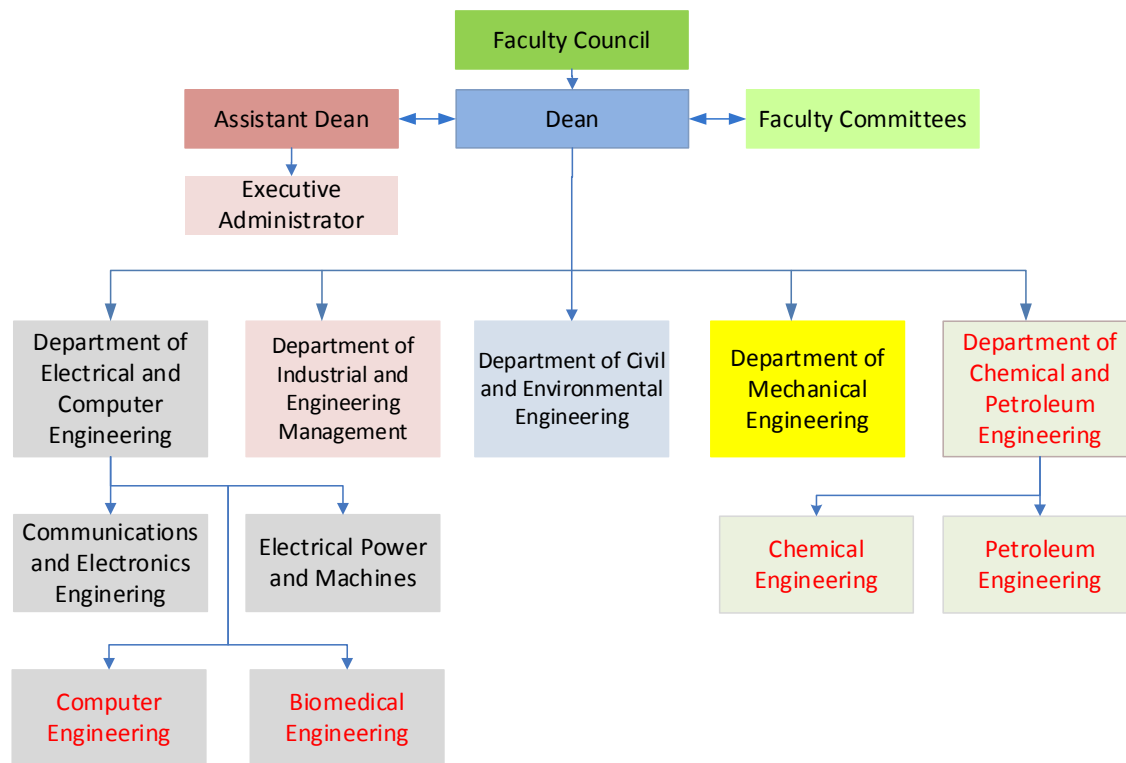 Faculty Council
Assistant Dean
Dean
Faculty Committees
Executive
Administrator
Department of
Electrical and
Computer
Engineering
Department of
Industrial and
Engineering
Management
Department of Civil
and Environmental
Engineering
Department of
Mechanical
Engineering
Department of
Chemical and
Petroleum
Engineering
Communications
and Electronics
Enginering
Electrical Power
and Machines
Chemical
Engineering
Petroleum
Engineering
Computer
Engineering
Biomedical
Engineering